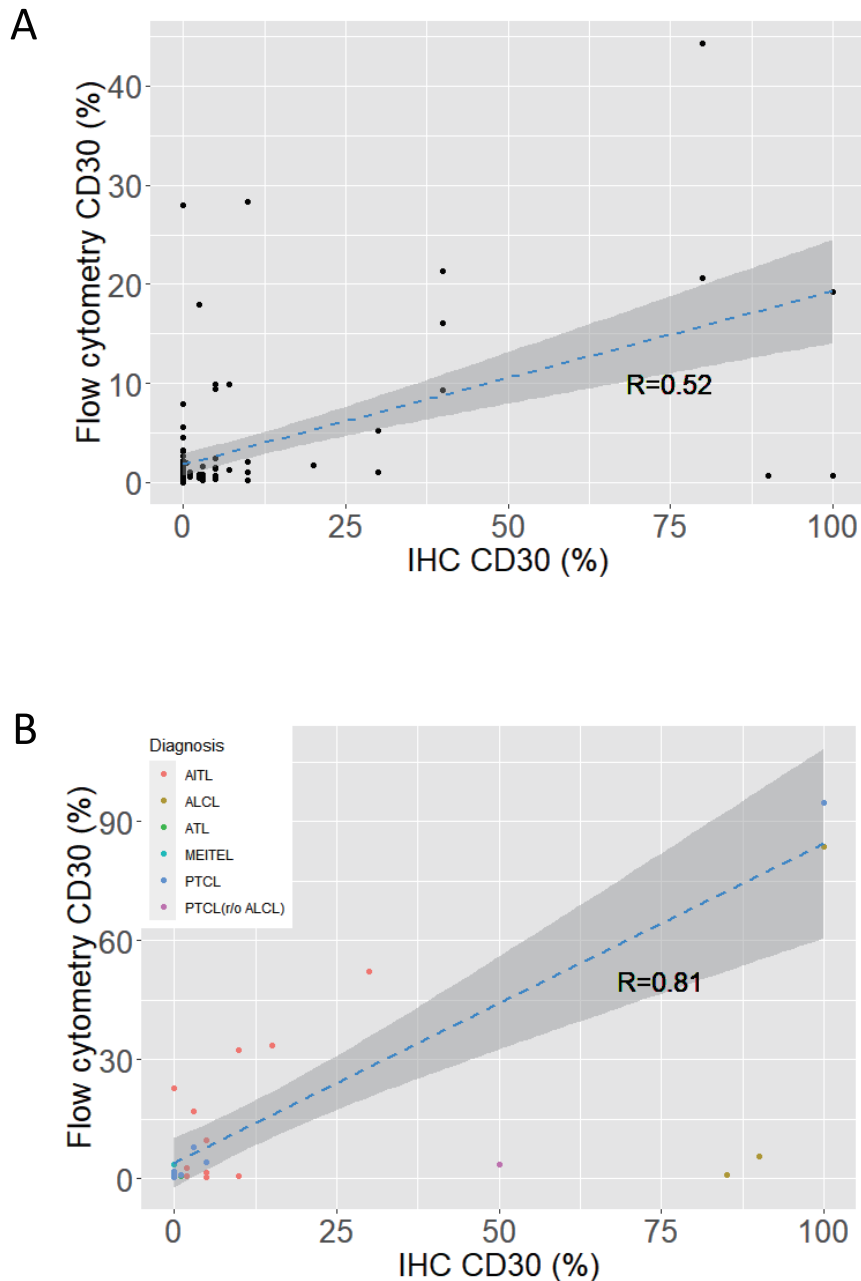 A
Flow cytometry CD30 (%)
40
30
20
10
0
R=0.52
0 25 50 75 100
IHC CD30 (%)
B
Diagnosis
AITL
ALCL
ATL
MEITEL
PTCL
PTCL(r/o ALCL)
Flow cytometry CD30 (%)
90
60
30
0
R=0.81
0 25 50 75 100
IHC CD30 (%)